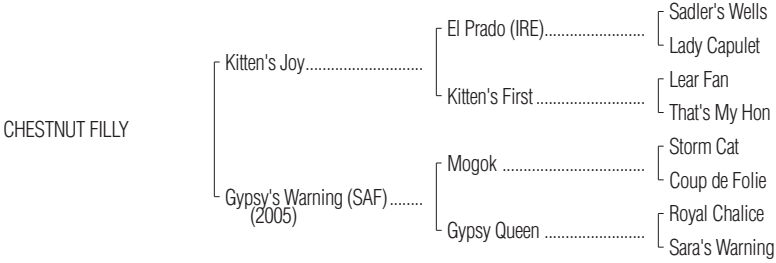 Sadler's Wells
El Prado (IRE)........................
Lady Capulet
Kitten's Joy............................
Lear Fan
Kitten's First ..........................
That's My Hon
CHESTNUT FILLY
Storm Cat
Mogok ..................................
Coup de Folie
Gypsy's Warning (SAF)........
(2005)
Royal Chalice
Gypsy Queen ........................
Sara's Warning